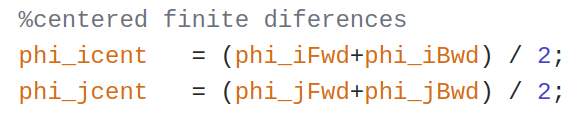 %centered finite diferences
phi_icent   = (phi_iFwd+phi_iBwd) / 2;
phi_jcent   = (phi_jFwd+phi_jBwd) / 2;